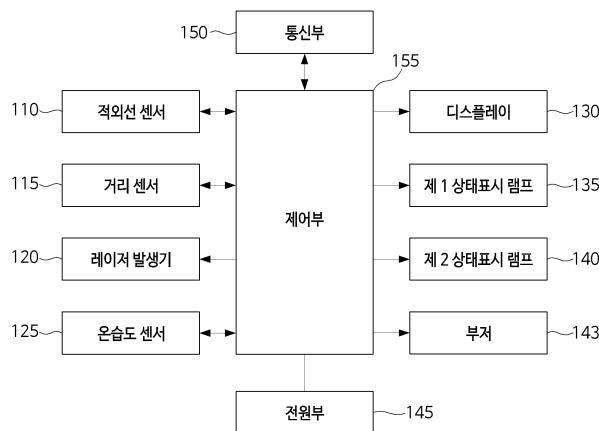 150
통신부
155
110
적외선 센서
디스플레이
130
115
거리 센서
제어부
제 1 상태표시 램프
135
120
레이저 발생기
제 2 상태표시 램프
140
125
온습도 센서
부저
143
전원부
145